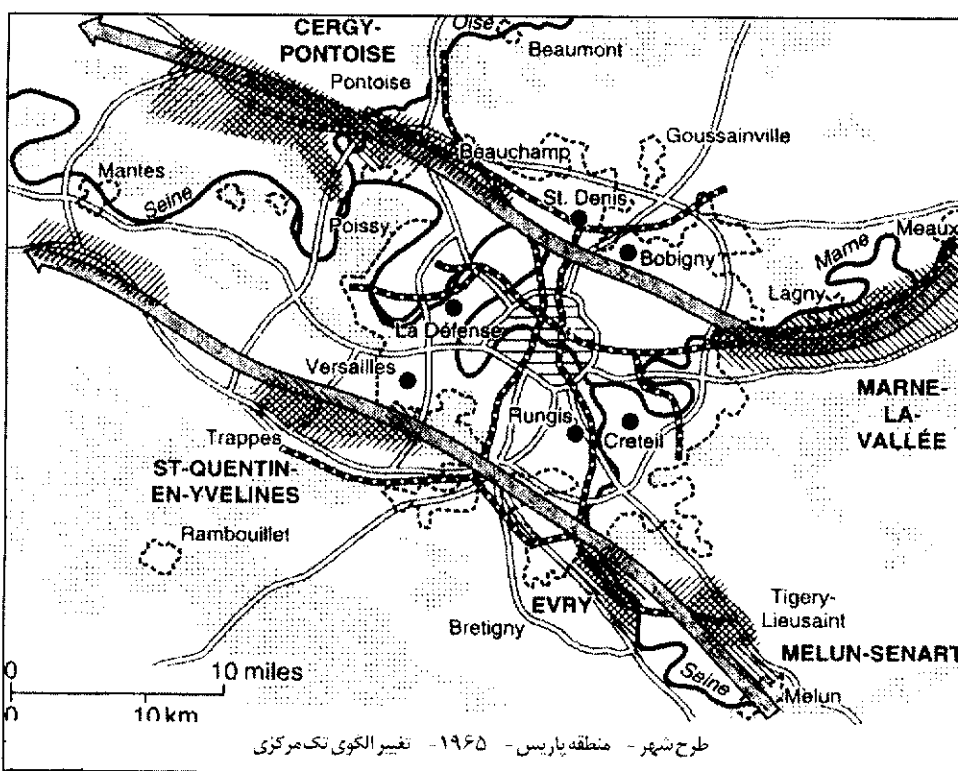 CERGY-
PONTOISE
Oise
Beaumont
Pontoise
Goussainville
Beauchamp
Mantes
Seine
St. Denis
Poissy
Bobigny
Marne
Meaux
Lagny
La Défense
Versailles
MARNE-
LA-
VALLÉE
Rungis
Creteil
Trappes
ST-QUENTIN-
EN-YVELINES
Rambouillet
EVRY
Bretigny
Tigery-
Lieusaint
MELUN-SENART
Seine
Melun
0 10 miles
0 10 km
طرح شهر - منطقه پاریس - ۱۹۶۵ - تغییر الگوی تک مرکزی